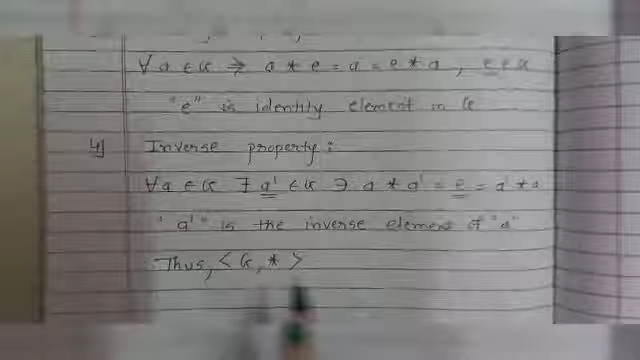 ∀ a ∈ G ⇒ a * e = a = e * a, e ∈ G
"e" is identity element in G
4] Inverse property:
∀ a ∈ G ∃ a' ∈ G ∋ a * a' = e = a' * a
"a'" is the inverse element of "a"
Thus, < G, * >